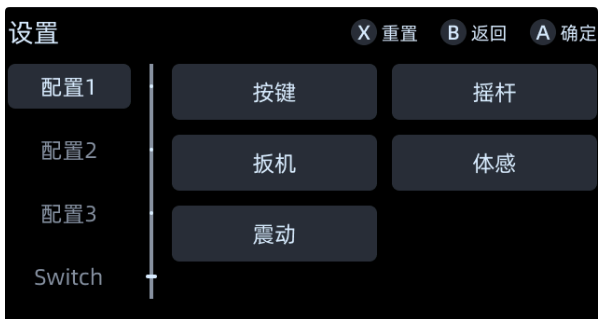 设置
X 重置 B 返回 A 确定
配置1
配置2
配置3
Switch
按键 摇杆
扳机 体感
震动